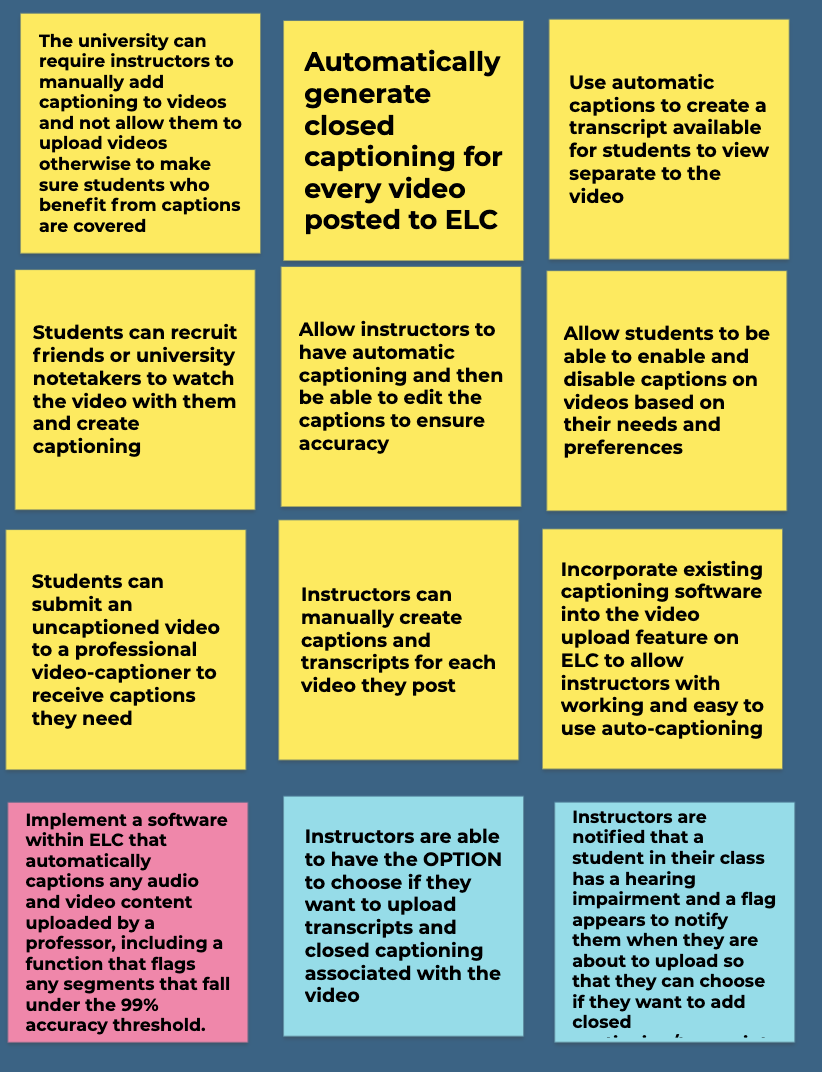 The university can
require instructors to
manually add
captioning to videos
and not allow them to
upload videos
otherwise to make
sure students who
benefit from captions
are covered
Automatically
generate
closed
captioning for
every video
posted to ELC
Use automatic
captions to create a
transcript available
for students to view
separate to the
video
Students can recruit
friends or university
notetakers to watch
the video with them
and create
captioning
Allow instructors to
have automatic
captioning and then
be able to edit the
captions to ensure
accuracy
Allow students to be
able to enable and
disable captions on
videos based on
their needs and
preferences
Students can
submit an
uncaptioned video
to a professional
video-captioner to
receive captions
they need
Instructors can
manually create
captions and
transcripts for each
video they post
Incorporate existing
captioning software
into the video
upload feature on
ELC to allow
instructors with
working and easy to
use auto-captioning
Implement a software
within ELC that
automatically
captions any audio
and video content
uploaded by a
professor, including a
function that flags
any segments that fall
under the 99%
accuracy threshold.
Instructors are able
to have the OPTION
to choose if they
want to upload
transcripts and
closed captioning
associated with the
video
Instructors are
notified that a
student in their class
has a hearing
impairment and a flag
appears to notify
them when they are
about to upload so
that they can choose
if they want to add
closed